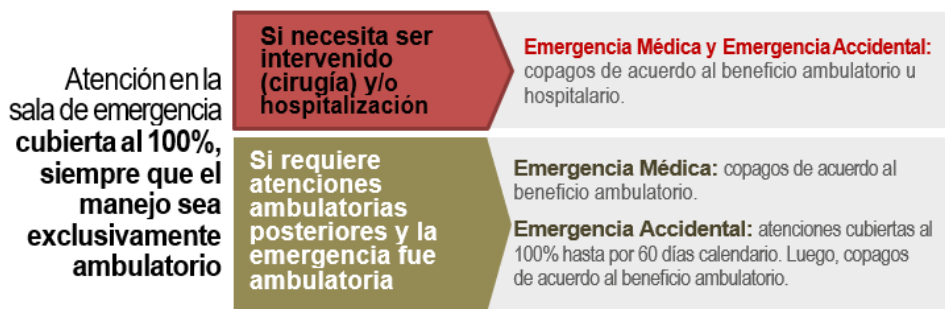 Atención en la
sala de emergencia
cubierta al 100%,
siempre que el
manejo sea
exclusivamente
ambulatorio
Si necesita ser
intervenido
(cirugía) y/o
hospitalización
Emergencia Médica y Emergencia Accidental:
copagos de acuerdo al beneficio ambulatorio u
hospitalario.
Si requiere
atenciones
ambulatorias
posteriores y la
emergencia fue
ambulatoria
Emergencia Médica: copagos de acuerdo al
beneficio ambulatorio.
Emergencia Accidental: atenciones cubiertas al
100% hasta por 60 días calendario. Luego, copagos
de acuerdo al beneficio ambulatorio.